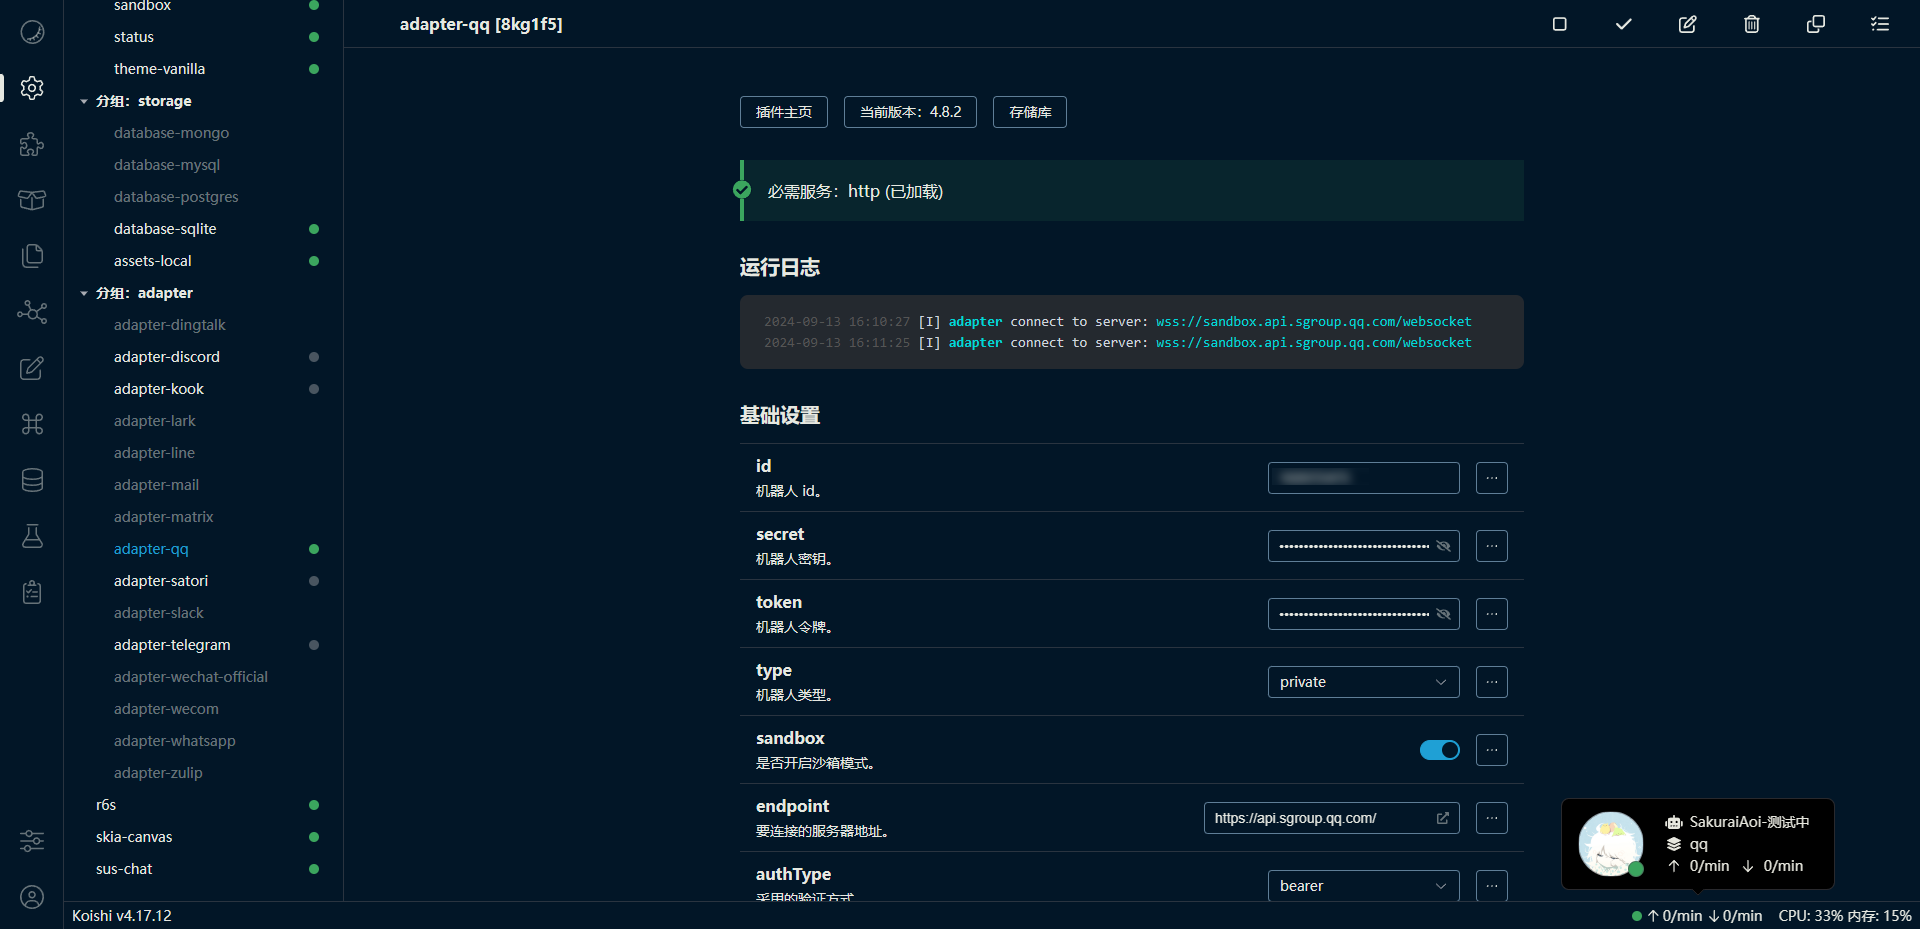 sandbox
status
theme-vanilla
分组：storage
database-mongo
database-mysql
database-postgres
database-sqlite
assets-local
分组：adapter
adapter-dingtalk
adapter-discord
adapter-kook
adapter-lark
adapter-line
adapter-mail
adapter-matrix
adapter-qq
adapter-satori
adapter-slack
adapter-telegram
adapter-wechat-official
adapter-wecom
adapter-whatsapp
adapter-zulip
r6s
skia-canvas
sus-chat
adapter-qq [8kg1f5]
插件主页
当前版本：4.8.2
存储库
必需服务：http (已加载)
运行日志
2024-09-13 16:10:27 [I] adapter connect to server: wss://sandbox.api.sgroup.qq.com/websocket
2024-09-13 16:11:25 [I] adapter connect to server: wss://sandbox.api.sgroup.qq.com/websocket
基础设置
id
机器人 id。
secret
机器人密钥。
token
机器人令牌。
type
机器人类型。
private
sandbox
是否开启沙箱模式。
endpoint
要连接的服务器地址。
https://api.sgroup.qq.com/
authType
采用的验证方式
bearer
SakuraiAoi-测试中
qq
↑ 0/min ↓ 0/min
Koishi v4.17.12
↑ 0/min ↓ 0/min CPU: 33% 内存: 15%